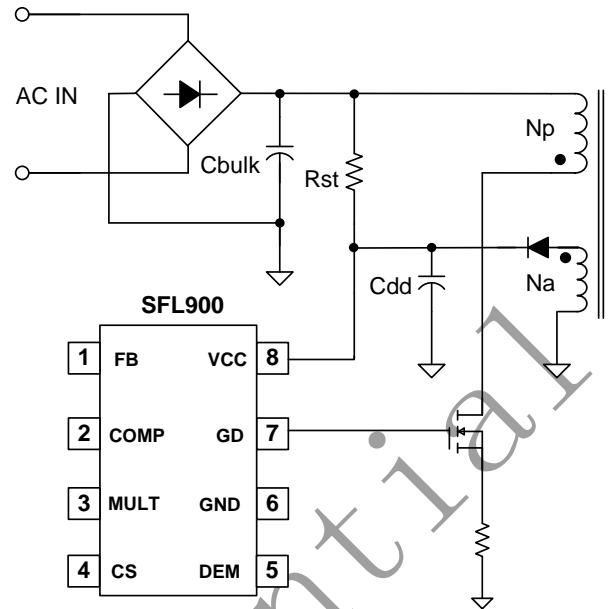 AC IN
Cbulk
Rst
Np
Cdd
Na
SFL900
1 FB VCC 8
2 COMP GD 7
3 MULT GND 6
4 CS DEM 5
ntial